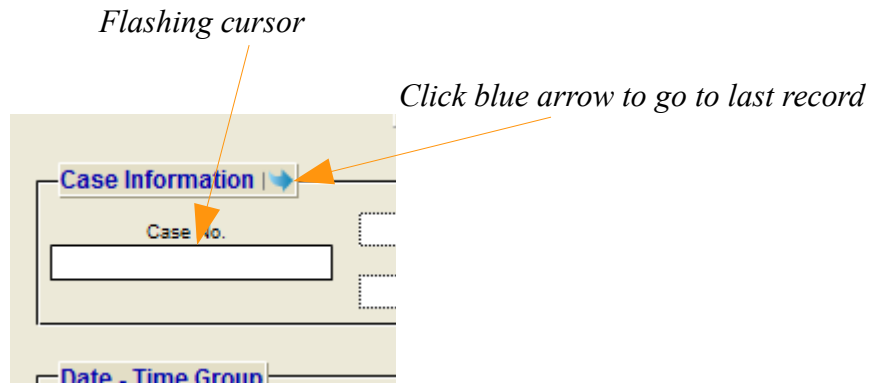 Flashing cursor
Click blue arrow to go to last record
Case Information
Case No.
Date - Time Group